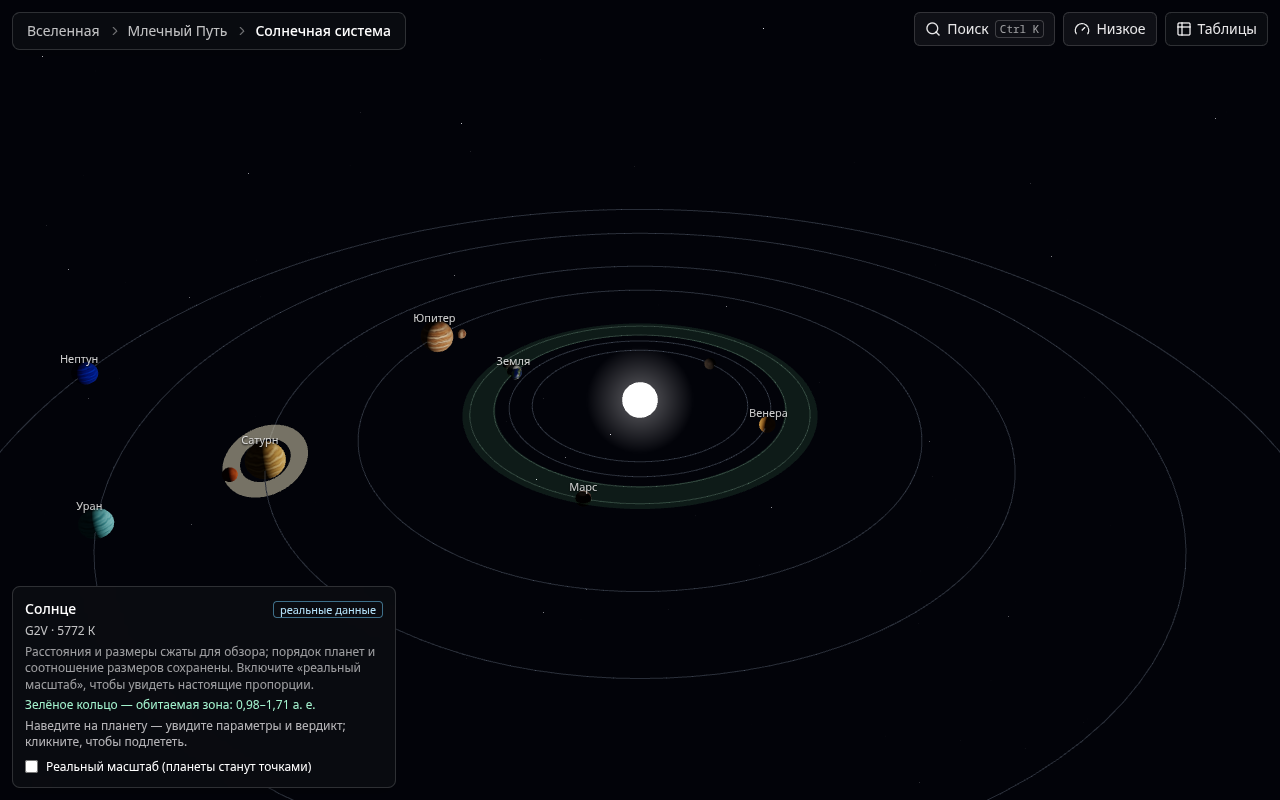 Вселенная > Млечный Путь > Солнечная система
Поиск Ctrl K
Низкое
Таблицы
Юпитер
Нептун
Земля
Венера
Сатурн
Марс
Уран
Солнце
реальные данные
G2V · 5772 K
Расстояния и размеры сжаты для обзора; порядок планет и
соотношение размеров сохранены. Включите «реальный
масштаб», чтобы увидеть настоящие пропорции.
Зелёное кольцо — обитаемая зона: 0,98–1,71 а. е.
Наведите на планету — увидите параметры и вердикт;
кликните, чтобы подлететь.
Реальный масштаб (планеты станут точками)